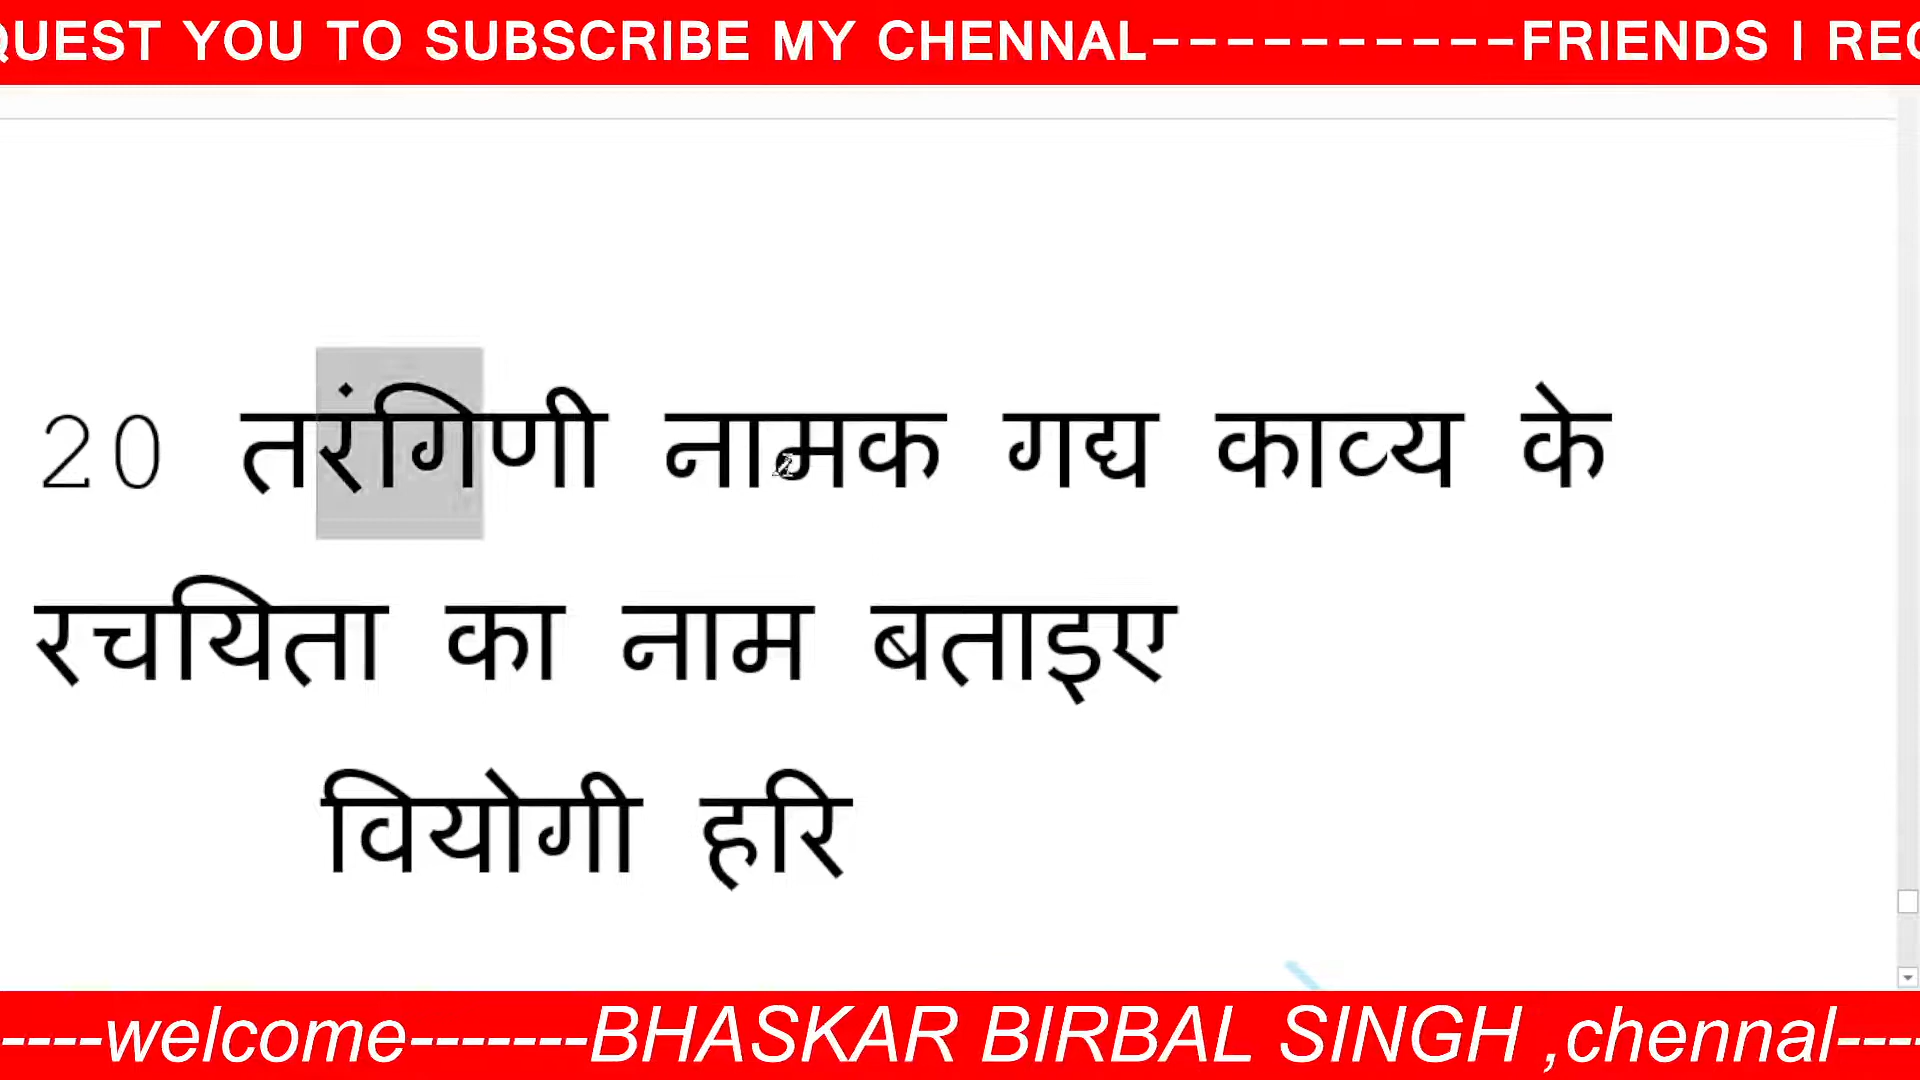 QUEST YOU TO SUBSCRIBE MY CHENNAL----------FRIENDS I REQ
20 तरंगिणी नामक गद्य काव्य के
रचयिता का नाम बताइए
वियोगी हरि
----welcome-------BHASKAR BIRBAL SINGH ,chennal----